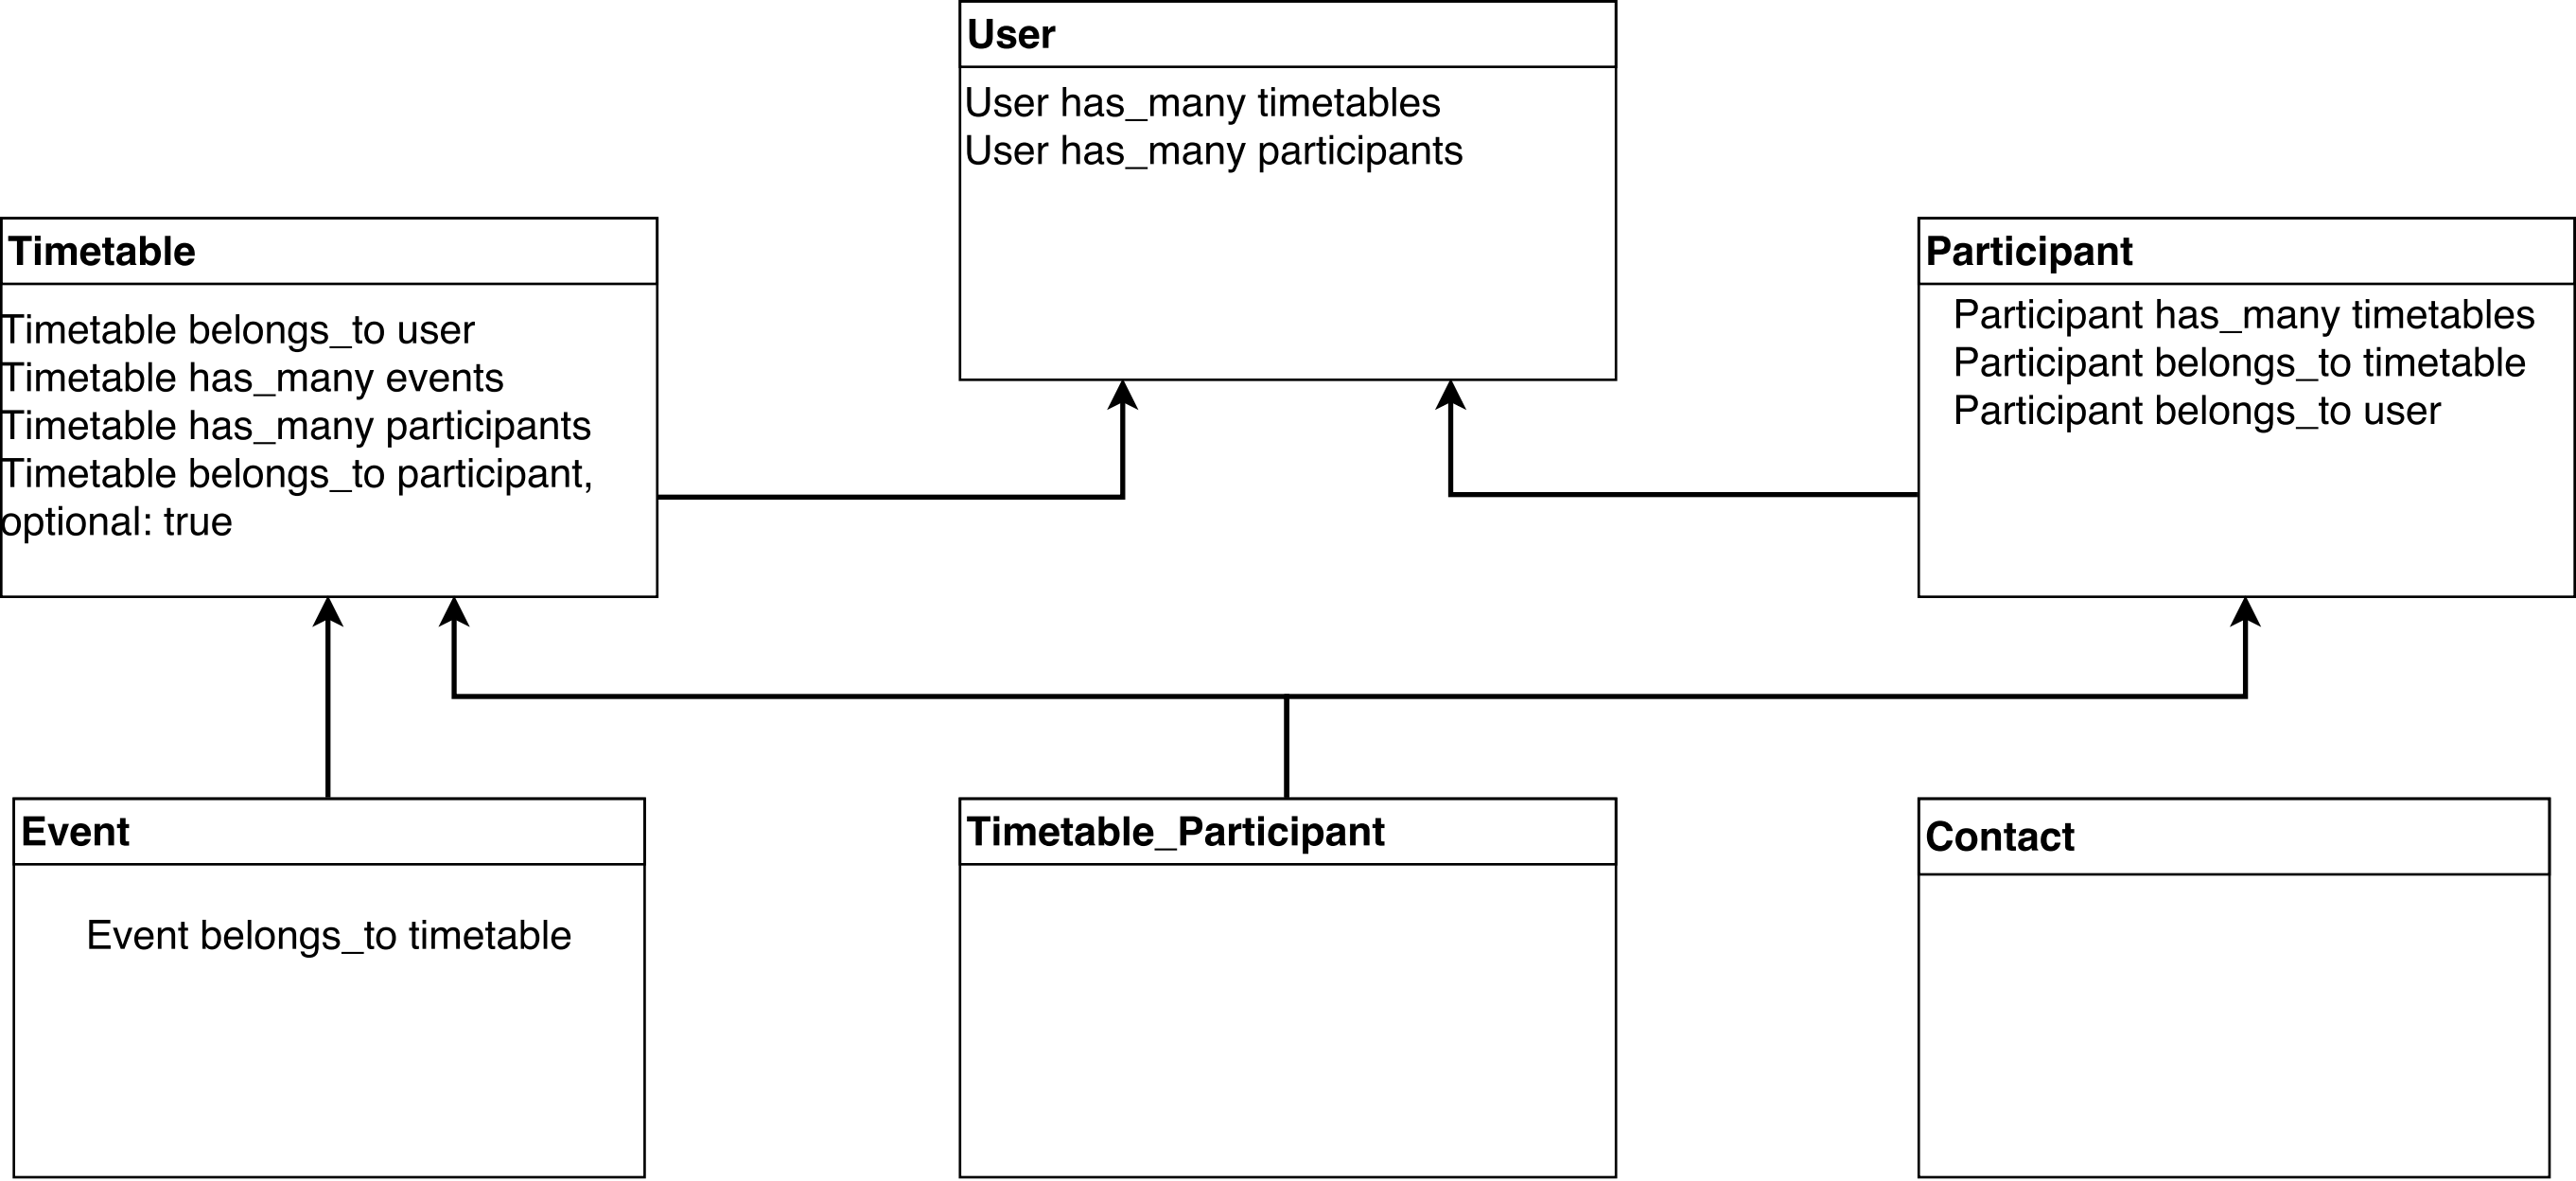 User
User has_many timetables
User has_many participants
Timetable
Timetable belongs_to user
Timetable has_many events
Timetable has_many participants
Timetable belongs_to participant,
optional: true
Participant
Participant has_many timetables
Participant belongs_to timetable
Participant belongs_to user
Event
Event belongs_to timetable
Timetable_Participant
Contact